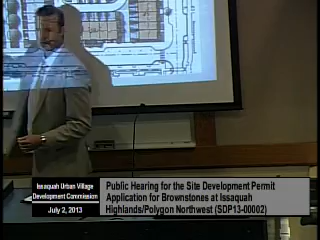 Issaquah Urban Village
Development Commission
July 2, 2013
Public Hearing for the Site Development Permit
Application for Brownstones at Issaquah
Highlands/Polygon Northwest (SDP13-00002)